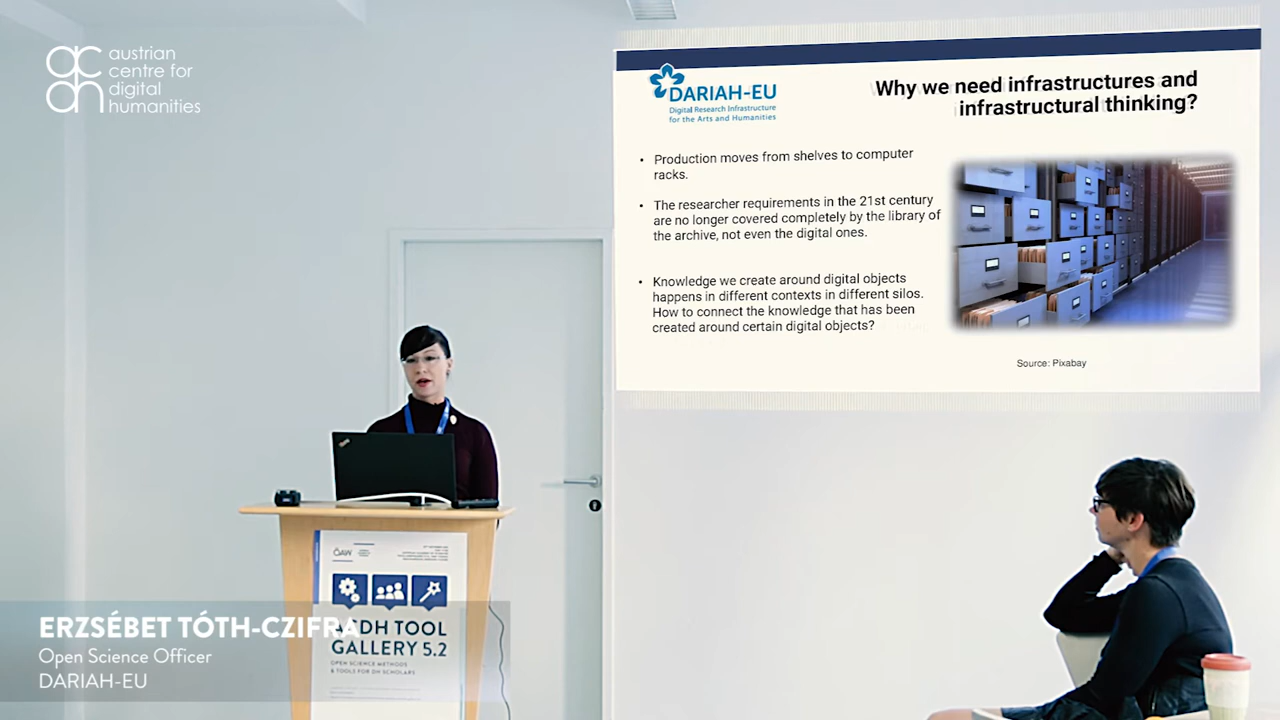 austrian
centre for
digital
humanities
DARIAH-EU
Digital Research Infrastructure
for the Arts and Humanities
Why we need infrastructures and
infrastructural thinking?
• Production moves from shelves to computer
racks.
• The researcher requirements in the 21st century
are no longer covered completely by the library of
the archive, not even the digital ones.
• Knowledge we create around digital objects
happens in different contexts in different silos.
How to connect the knowledge that has been
created around certain digital objects?
Source: Pixabay
ÖAW
ACDH TOOL
GALLERY 5.2
OPEN SCIENCE METHODS
& TOOLS FOR DH SCHOLARS
ERZSÉBET TÓTH-CZIFRA
Open Science Officer
DARIAH-EU